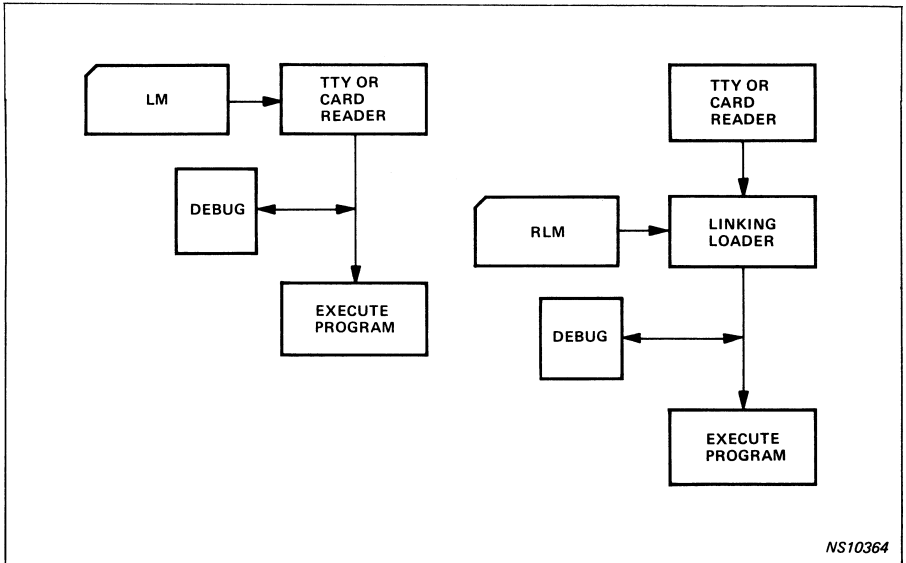 LM
TTY OR
CARD
READER
DEBUG
EXECUTE
PROGRAM
TTY OR
CARD
READER
RLM
LINKING
LOADER
DEBUG
EXECUTE
PROGRAM
NS10364